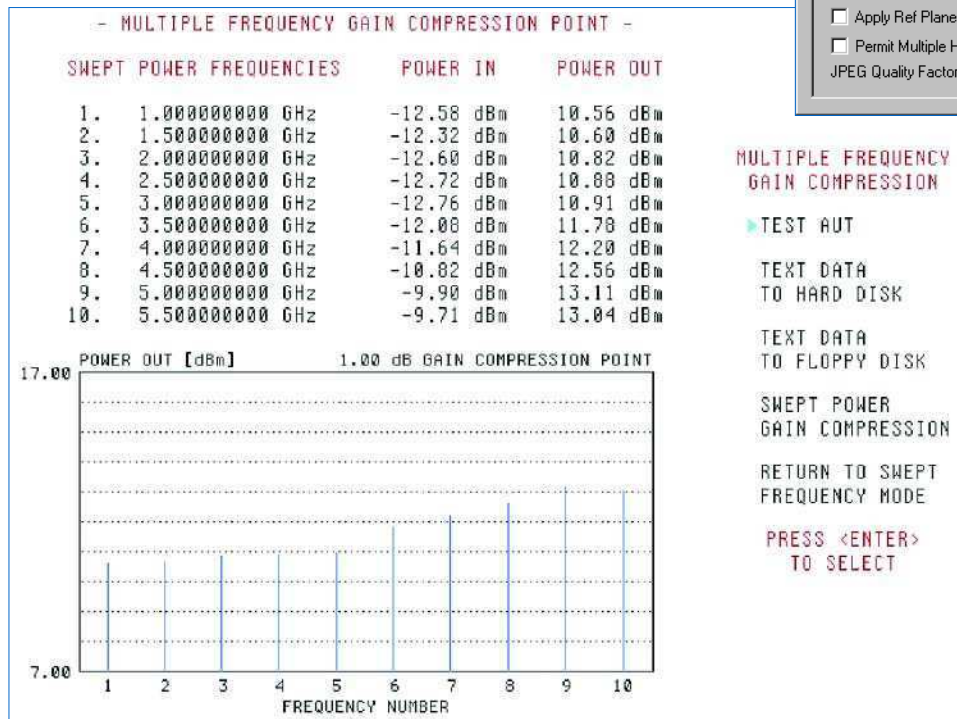 - MULTIPLE FREQUENCY GAIN COMPRESSION POINT -
SWEPT POWER FREQUENCIES POWER IN POWER OUT
1. 1.000000000 GHz -12.58 dBm 10.56 dBm
2. 1.500000000 GHz -12.32 dBm 10.60 dBm
3. 2.000000000 GHz -12.60 dBm 10.82 dBm
4. 2.500000000 GHz -12.72 dBm 10.88 dBm
5. 3.000000000 GHz -12.76 dBm 10.91 dBm
6. 3.500000000 GHz -12.08 dBm 11.78 dBm
7. 4.000000000 GHz -11.64 dBm 12.20 dBm
8. 4.500000000 GHz -10.82 dBm 12.56 dBm
9. 5.000000000 GHz -9.90 dBm 13.11 dBm
10. 5.500000000 GHz -9.71 dBm 13.04 dBm
POWER OUT [dBm] 1.00 dB GAIN COMPRESSION POINT
17.00
7.00
1 2 3 4 5 6 7 8 9 10
FREQUENCY NUMBER
Apply Ref Plane
Permit Multiple H
JPEG Quality Factor
MULTIPLE FREQUENCY
GAIN COMPRESSION
TEST AUT
TEXT DATA
TO HARD DISK
TEXT DATA
TO FLOPPY DISK
SWEPT POWER
GAIN COMPRESSION
RETURN TO SWEPT
FREQUENCY MODE
PRESS <ENTER>
TO SELECT